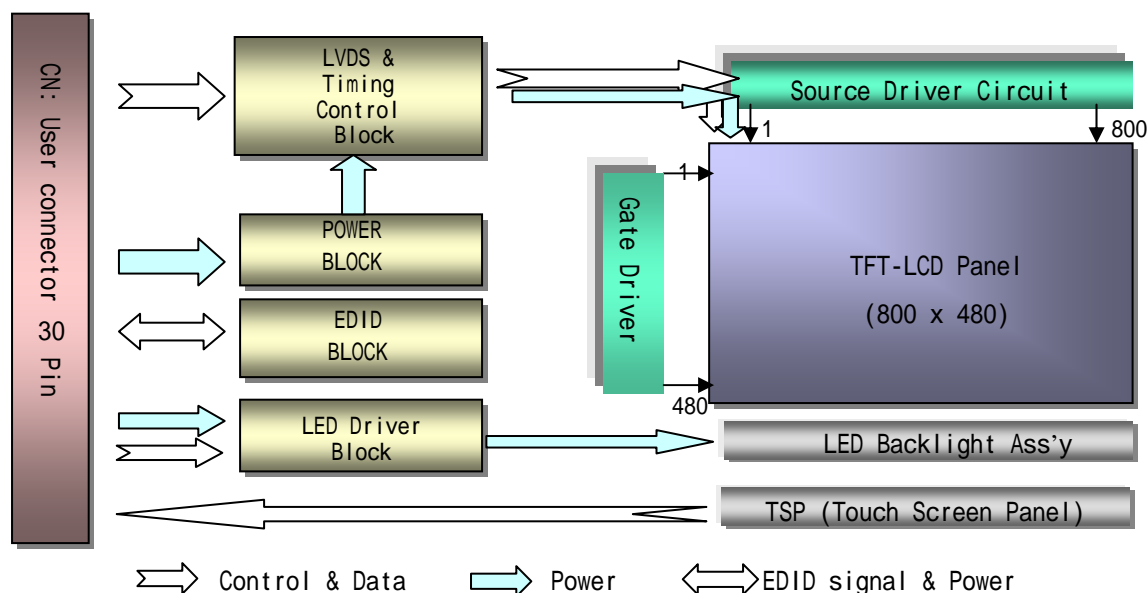 CN: User connector 30 Pin
LVDS &
Timing
Control
Block
POWER
BLOCK
EDID
BLOCK
LED Driver
Block
Source Driver Circuit
1
800
Gate Driver
1
480
TFT-LCD Panel
(800 x 480)
LED Backlight Ass’y
TSP (Touch Screen Panel)
Control & Data
Power
EDID signal & Power